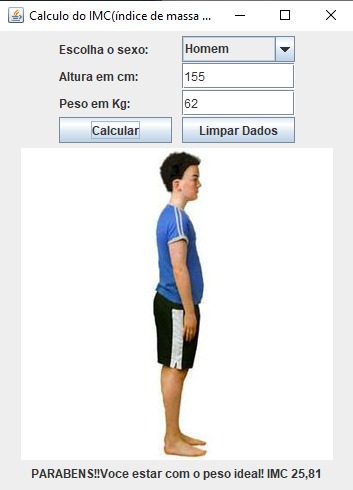 Calculo do IMC(índice de massa ...
Escolha o sexo: Homem
Altura em cm: 155
Peso em Kg: 62
Calcular Limpar Dados
PARABENS!!Voce estar com o peso ideal! IMC 25,81